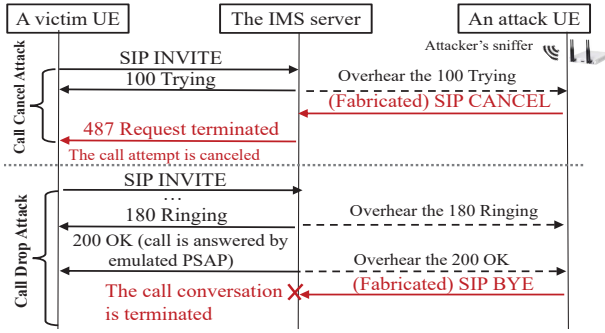 A victim UE
The IMS server
An attack UE
Attacker's sniffer
Call Cancel Attack
SIP INVITE
100 Trying
Overhear the 100 Trying
(Fabricated) SIP CANCEL
487 Request terminated
The call attempt is canceled
Call Drop Attack
SIP INVITE
...
180 Ringing
Overhear the 180 Ringing
200 OK (call is answered by
emulated PSAP)
Overhear the 200 OK
(Fabricated) SIP BYE
The call conversation
is terminated